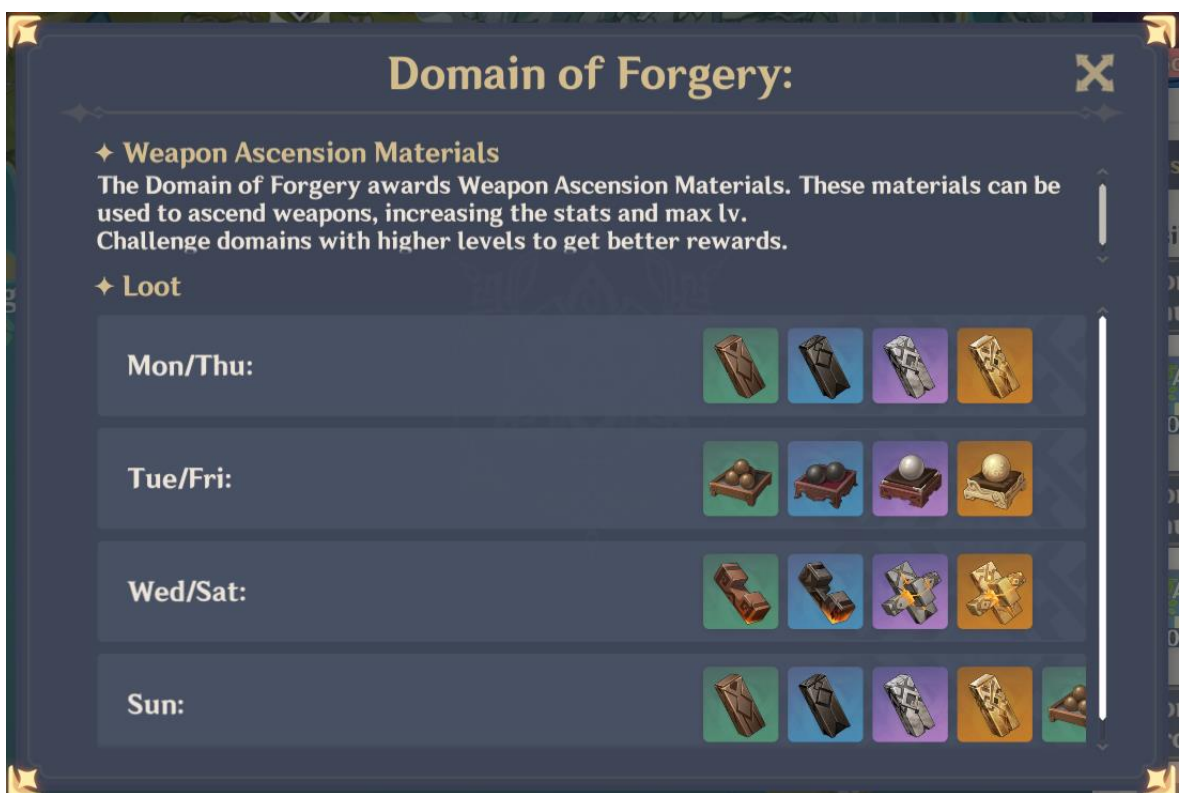 Domain of Forgery:
Weapon Ascension Materials
The Domain of Forgery awards Weapon Ascension Materials. These materials can be
used to ascend weapons, increasing the stats and max lv.
Challenge domains with higher levels to get better rewards.
Loot
Mon/Thu:
Tue/Fri:
Wed/Sat:
Sun: